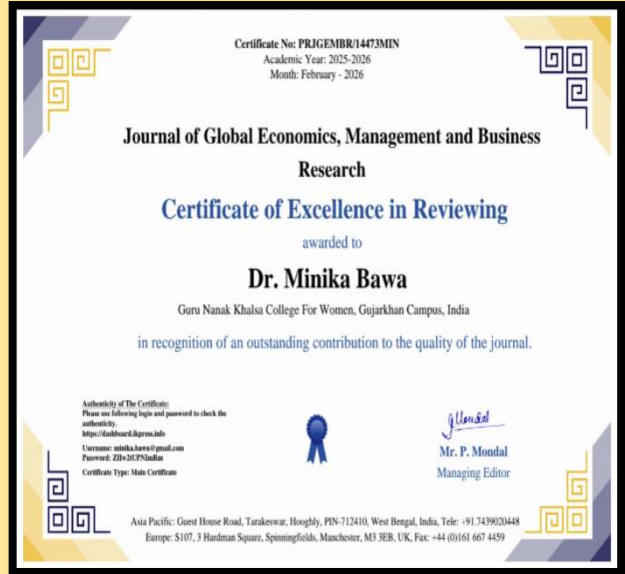 Certificate No: PRJGEMBR/14473MIN
Academic Year: 2025-2026
Month: February - 2026
Journal of Global Economics, Management and Business
Research
Certificate of Excellence in Reviewing
awarded to
Dr. Minika Bawa
Guru Nanak Khalsa College For Women, Gujarkhan Campus, India
in recognition of an outstanding contribution to the quality of the journal.
Authenticity of The Certificate:
Please use following login and password to check the
authenticity.
https://dashboard.ikpress.info
Username: minika.bawa@gmail.com
Password:
Certificate Type: Main Certificate
Mr. P. Mondal
Managing Editor
Asia Pacific: Guest House Road, Tarakeswar, Hooghly, PIN-712410, West Bengal, India, Tele: +91.7439020448
Europe: S107, 3 Hardman Square, Spinningfields, Manchester, M3 3EB, UK, Fax: +44 (0)161 667 4459